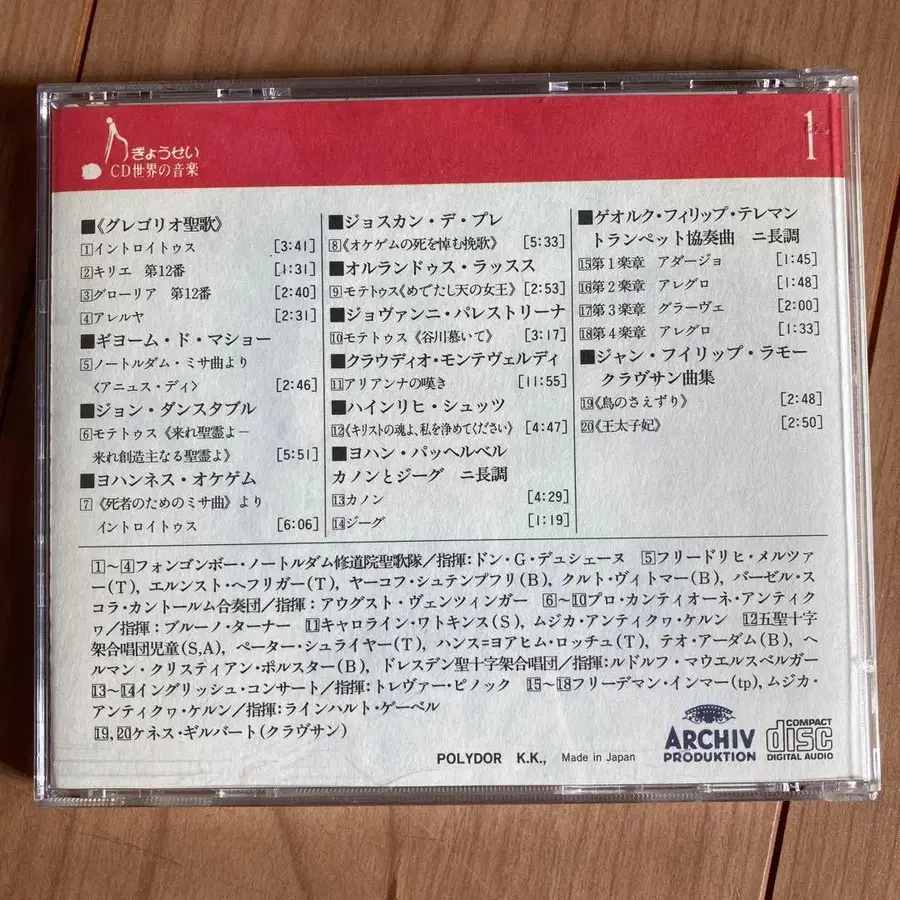 ぎょうせい
CD世界の音楽
1
■《グレゴリオ聖歌》
1イントロイトゥス [3:41]
2キリエ 第12番 [1:31]
3グローリア 第12番 [2:40]
4アレルヤ [2:31]
■ギヨーム・ド・マショー
5ノートルダム・ミサ曲より
〈アニュス・ディ〉 [2:46]
■ジョン・ダンスタブル
6モテトゥス《来れ聖霊よ－
来れ創造主なる聖霊よ》 [5:51]
■ヨハンネス・オケゲム
7《死者のためのミサ曲》より
イントロイトゥス [6:06]
■ジョスカン・デ・プレ
8《オケゲムの死を悼む挽歌》 [5:33]
■オルランドゥス・ラッスス
9モテトゥス《めでたし天の女王》 [2:53]
■ジョヴァンニ・パレストリーナ
10モテトゥス《谷川慕いて》 [3:17]
■クラウディオ・モンテヴェルディ
11アリアンナの嘆き [11:55]
■ハインリヒ・シュッツ
12《キリストの魂よ、私を浄めてください》 [4:47]
■ヨハン・パッヘルベル
カノンとジーグ ニ長調
13カノン [4:29]
14ジーグ [1:19]
■ゲオルク・フィリップ・テレマン
トランペット協奏曲 ニ長調
15第1楽章 アダージョ [1:45]
16第2楽章 アレグロ [1:48]
17第3楽章 グラーヴェ [2:00]
18第4楽章 アレグロ [1:33]
■ジャン・フイリップ・ラモー
クラヴサン曲集
19《鳥のさえずり》 [2:48]
20《王太子妃》 [2:50]
1～4フォンゴンボー・ノートルダム修道院聖歌隊／指揮：ドン・G・デュシェーヌ 5フリードリヒ・メルツァ
ー(T)，エルンスト・ヘフリガー(T)，ヤーコフ・シュテンプフリ(B)，クルト・ヴィトマー(B)，バーゼル・ス
コラ・カントールム合奏団／指揮：アウグスト・ヴェンツィンガー 6～10プロ・カンティオーネ・アンティク
ヮ／指揮：ブルーノ・ターナー 11キャロライン・ワトキンス(S)，ムジカ・アンティクヮ・ケルン 12五聖十字
架合唱団児童(S,A)，ペーター・シュライヤー(T)，ハンス=ヨアヒム・ロッチュ(T)，テオ・アーダム(B)，ヘ
ルマン・クリスティアン・ポルスター(B)，ドレスデン聖十字架合唱団／指揮：ルドルフ・マウエルスベルガー
13～14イングリッシュ・コンサート／指揮：トレヴァー・ピノック 15～18フリーデマン・インマー(tp)，ムジカ・
アンティクヮ・ケルン／指揮：ラインハルト・ゲーベル
19,20ケネス・ギルバート(クラヴサン)
POLYDOR K.K., Made in Japan
ARCHIV
PRODUKTION
COMPACT
disc
DIGITAL AUDIO